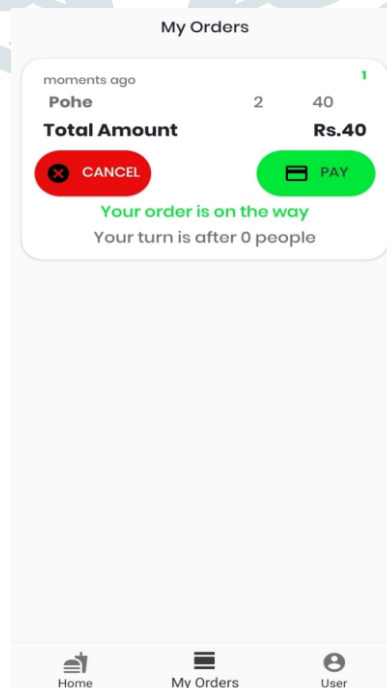 My Orders
moments ago 1
Pohe 2 40
Total Amount Rs.40
CANCEL PAY
Your order is on the way
Your turn is after 0 people
Home My Orders User